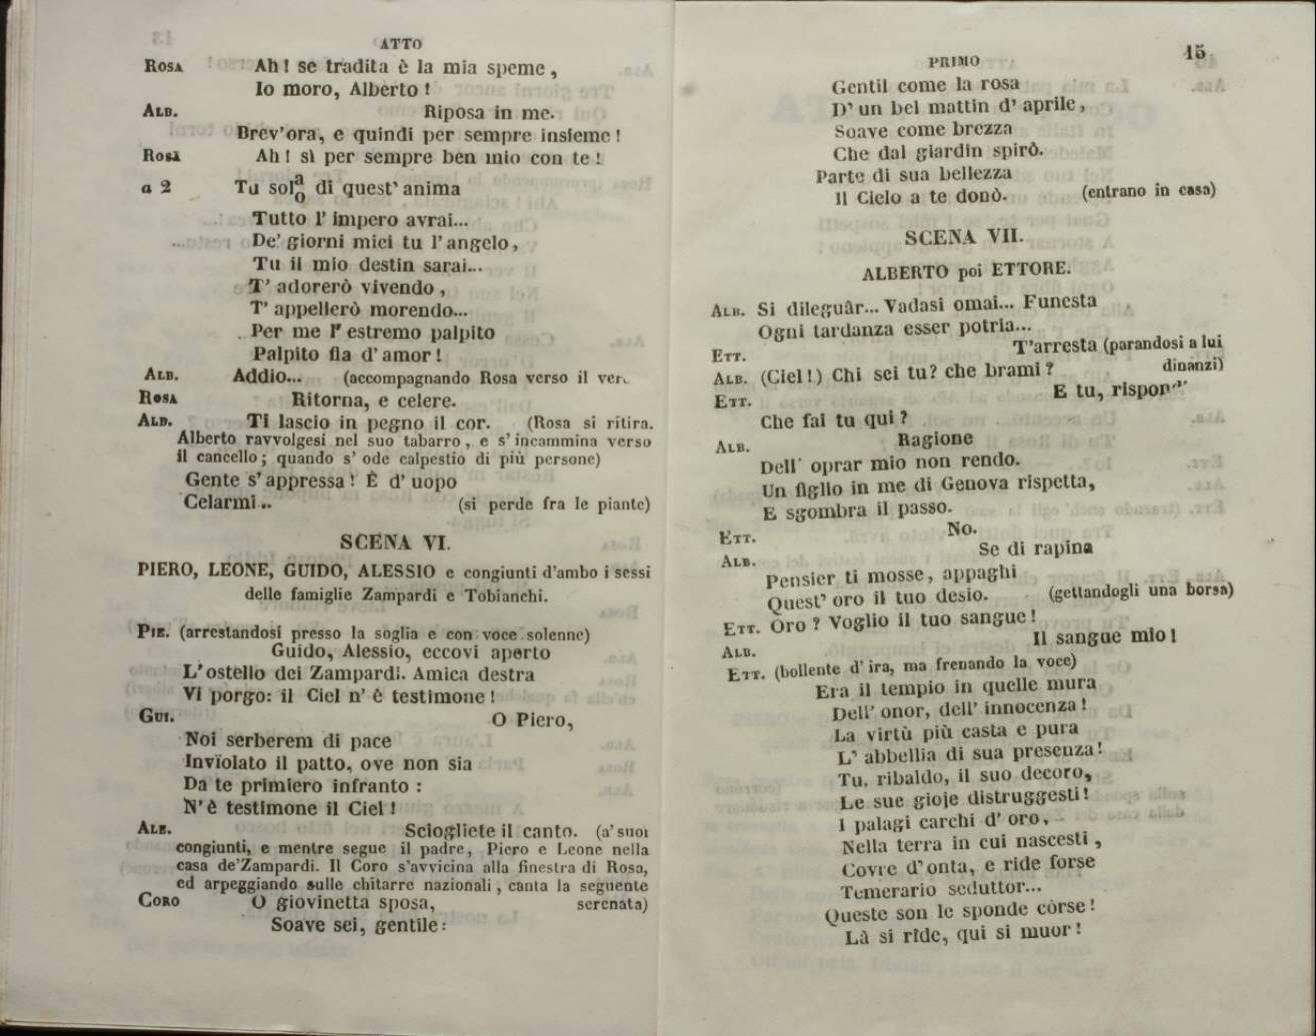 ATTO
ROSA Ah! se tradita è la mia speme,
Io moro, Alberto!
ALB. Riposa in me.
Brev'ora, e quindi per sempre insieme!
ROSA Ah! sì per sempre ben mio con te!
a 2 Tu sol a/o di quest'anima
Tutto l'impero avrai...
De' giorni miei tu l'angelo,
Tu il mio destin sarai...
T' adorerò vivendo,
T' appellerò morendo...
Per me l' estremo palpito
Palpito fia d'amor!
ALB. Addio... (accompagnando Rosa verso il
ROSA Ritorna, e celere.
ALB. Ti lascio in pegno il cor. (Rosa si ritira.
Alberto ravvolgesi nel suo tabarro, e s'incammina verso
il cancello; quando s' ode calpestio di più persone)
Gente s'appressa! È d' uopo
Celarmi.. (si perde fra le piante)
SCENA VI.
PIERO, LEONE, GUIDO, ALESSIO e congiunti d'ambo i sessi
delle famiglie Zampardi e Tobianchi.
PIE. (arrestandosi presso la soglia e con voce solenne)
Guido, Alessio, eccovi aperto
L'ostello dei Zampardi. Amica destra
Vi porgo: il Ciel n' è testimone!
GUI. O Piero,
Noi serberem di pace
Invïolato il patto, ove non sia
Da te primiero infranto:
N'è testimone il Ciel!
ALE. Sciogliete il canto. (a' suoi
congiunti, e mentre segue il padre, Piero e Leone nella
casa de'Zampardi. Il Coro s'avvicina alla finestra di Rosa,
ed arpeggiando sulle chitarre nazionali, canta la seguente
CORO O giovinetta sposa, serenata)
Soave sei, gentile:
PRIMO 15
Gentil come la rosa
D' un bel mattin d' aprile,
Soave come brezza
Che dal giardin spirò.
Parte di sua bellezza
Il Cielo a te donò. (entrano in casa)
SCENA VII.
ALBERTO poi ETTORE.
ALB. Si dileguâr... Vadasi omai... Funesta
Ogni tardanza esser potria...
ETT. T'arresta (parandosi a lui
dinanzi)
ALB. (Ciel!) Chi sei tu? che brami?
ETT. E tu, rispondi
Che fai tu qui?
ALB. Ragione
Dell' oprar mio non rendo.
Un figlio in me di Genova rispetta,
E sgombra il passo.
ETT. No.
ALB. Se di rapina
Pensier ti mosse, appaghi
Quest' oro il tuo desio. (gettandogli una borsa)
ETT. Oro? Voglio il tuo sangue!
ALB. Il sangue mio!
ETT. (bollente d' ira, ma frenando la voce)
Era il tempio in quelle mura
Dell' onor, dell' innocenza!
La virtù più casta e pura
L' abbellia di sua presenza!
Tu, ribaldo, il suo decoro,
Le sue gioje distruggesti!
I palagi carchi d' oro,
Nella terra in cui nascesti,
Covre d'onta, e ride forse
Temerario seduttor...
Queste son le sponde còrse!
Là si ride, qui si muor!